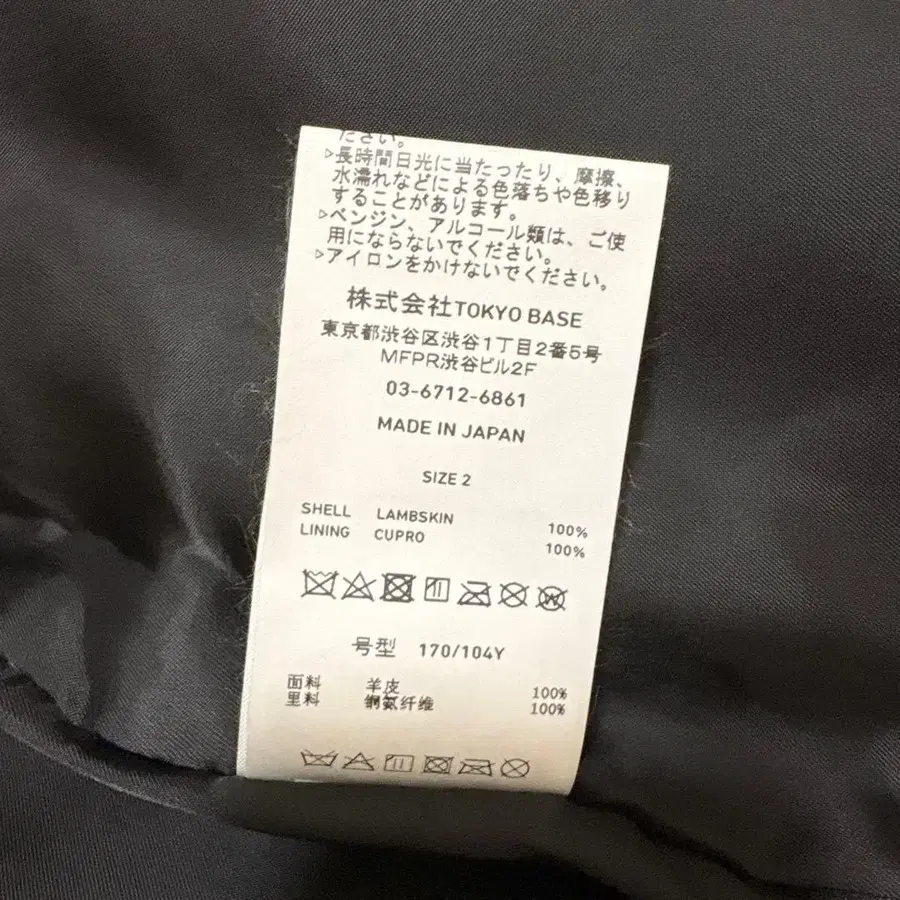 ださい。
▷長時間日光に当たったり、摩擦、
水濡れなどによる色落ちや色移り
することがあります。
▷ベンジン、アルコール類は、ご使
用にならないでください。
▷アイロンをかけないでください。
株式会社TOKYO BASE
東京都渋谷区渋谷1丁目2番5号
MFPR渋谷ビル2F
03-6712-6861
MADE IN JAPAN
SIZE 2
SHELL LAMBSKIN 100%
LINING CUPRO 100%
W
号型 170/104Y
面料 羊皮 100%
里料 铜氨纤维 100%